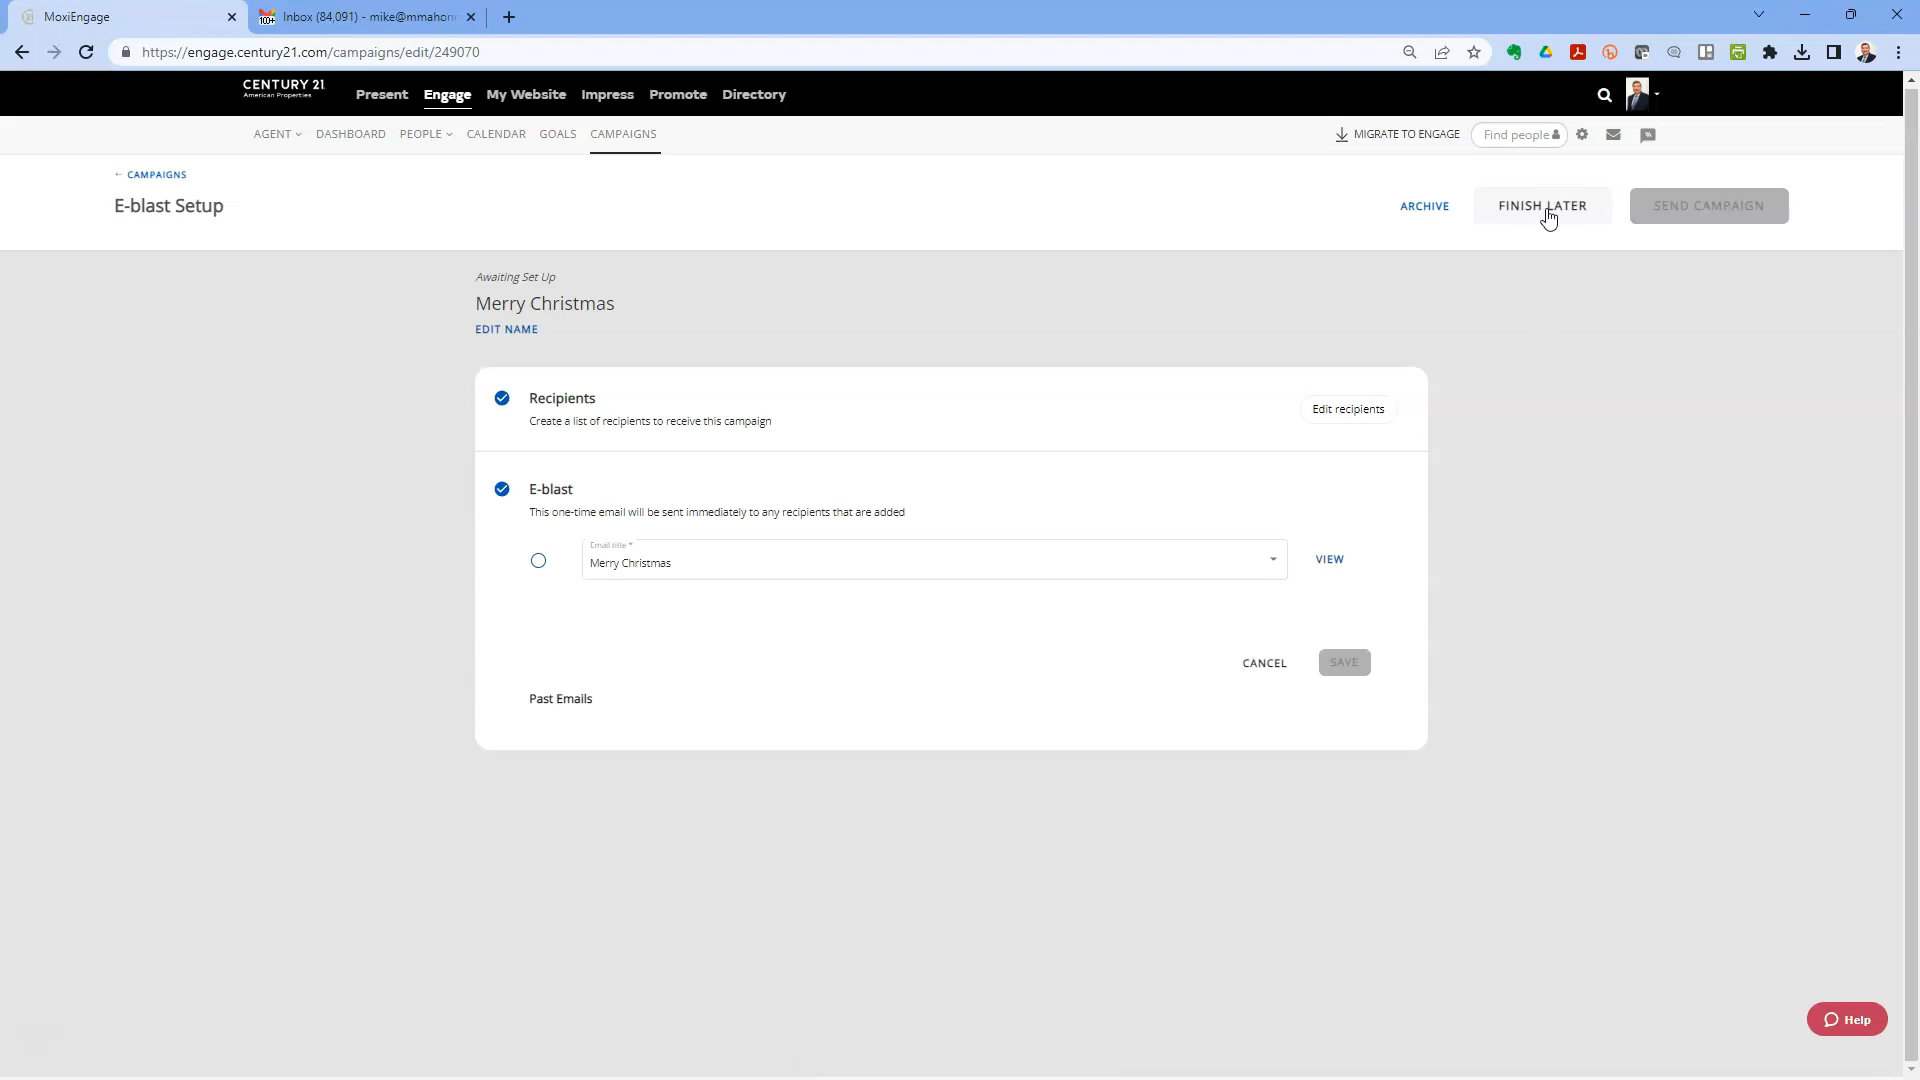 MoxiEngage
Inbox (84,091) - mike@mmahon
https://engage.century21.com/campaigns/edit/249070
CENTURY 21
American Properties
Present Engage My Website Impress Promote Directory
AGENT DASHBOARD PEOPLE CALENDAR GOALS CAMPAIGNS
MIGRATE TO ENGAGE Find people
← CAMPAIGNS
E-blast Setup
ARCHIVE FINISH LATER SEND CAMPAIGN
Awaiting Set Up
Merry Christmas
EDIT NAME
Recipients
Create a list of recipients to receive this campaign
Edit recipients
E-blast
This one-time email will be sent immediately to any recipients that are added
Email title *
Merry Christmas
VIEW
CANCEL SAVE
Past Emails
Help